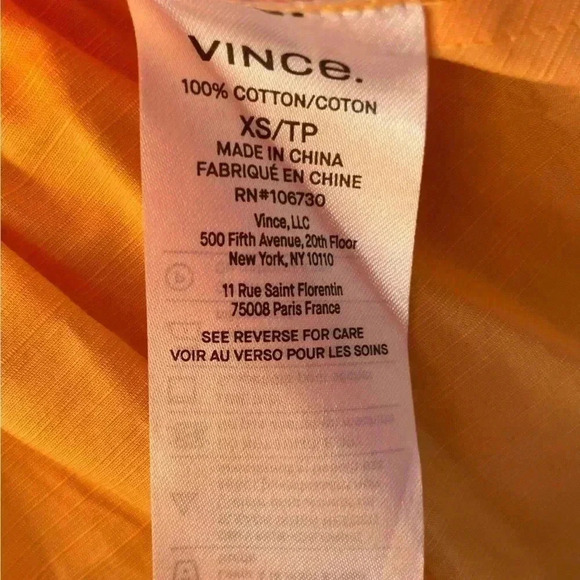 VINCe.
100% COTTON/COTON
XS/TP
MADE IN CHINA
FABRIQUÉ EN CHINE
RN#106730
Vince, LLC
500 Fifth Avenue, 20th Floor
New York, NY 10110
11 Rue Saint Florentin
75008 Paris France
SEE REVERSE FOR CARE
VOIR AU VERSO POUR LES SOINS